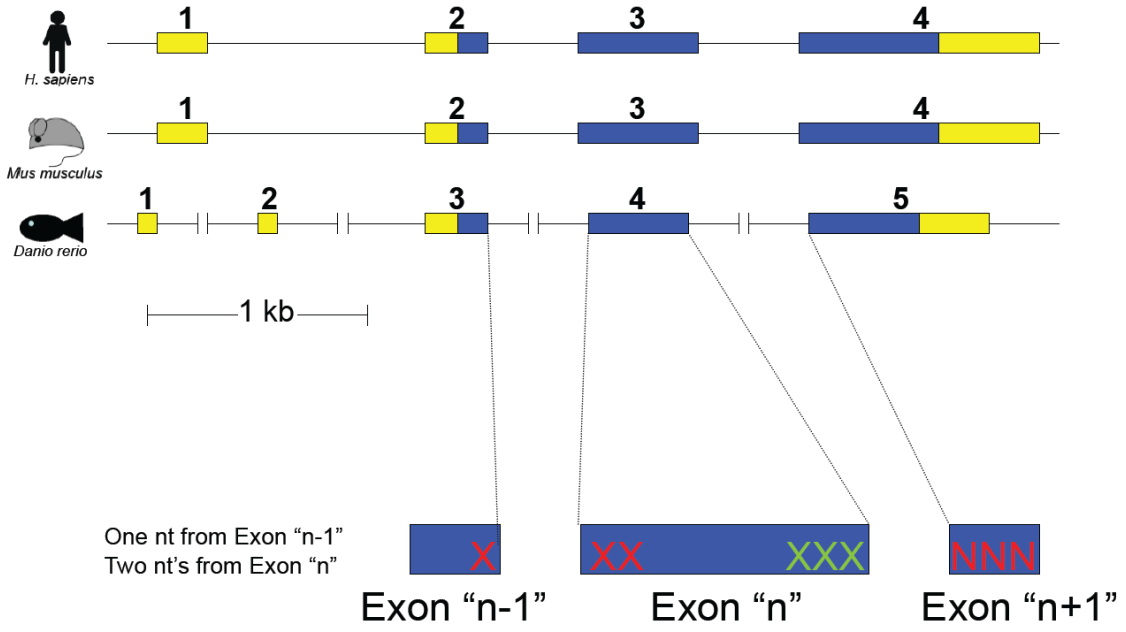 1 2 3 4
H. sapiens
1 2 3 4
Mus musculus
1 2 3 4 5
Danio rerio
1 kb
One nt from Exon “n-1”
Two nt's from Exon “n”
X XX XXX NNN
Exon “n-1” Exon “n” Exon “n+1”